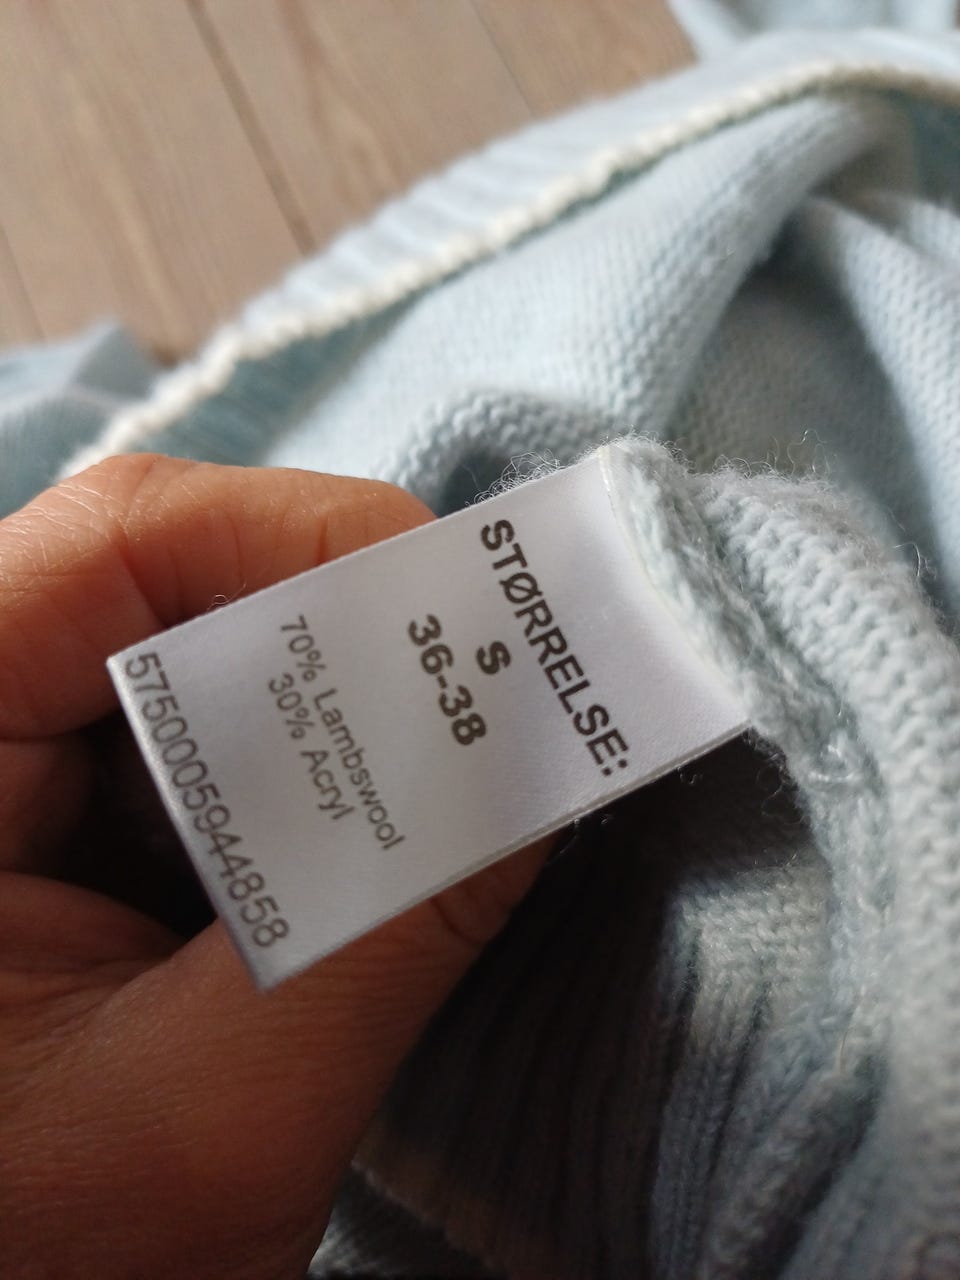 STØRRELSE:
S
36-38
70% Lambswool
30% Acryl
5750005944858